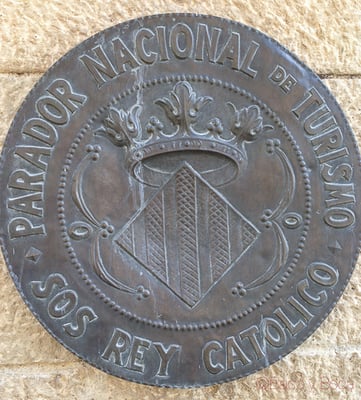 PARADOR NACIONAL DE TURISMO
SOS REY CATOLICO